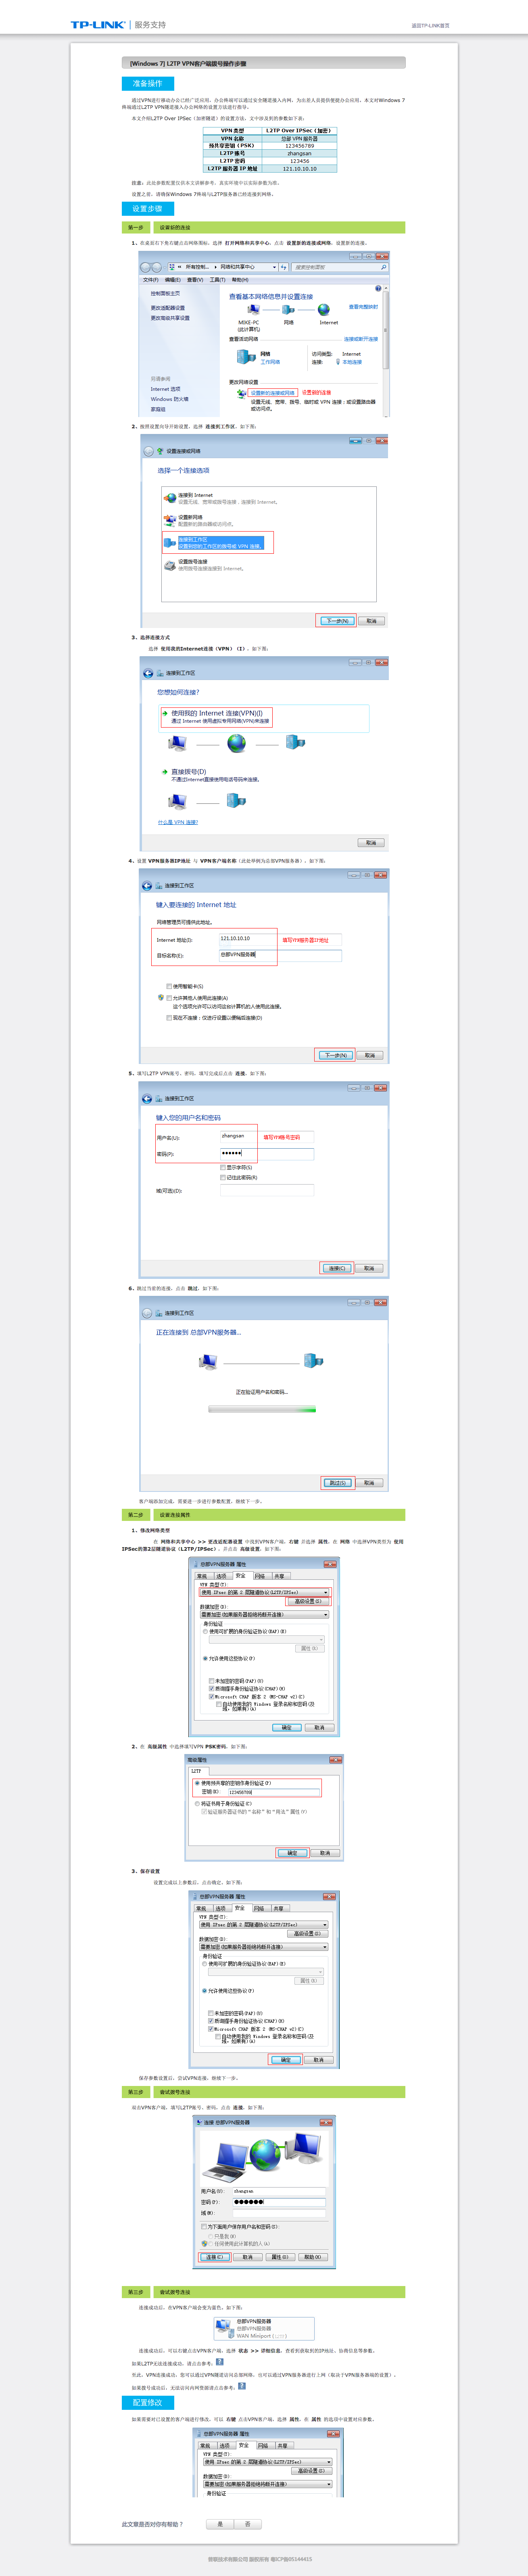 TP-LINK® 服务支持
返回TP-LINK首页
[Windows 7] L2TP VPN客户端拨号操作步骤
准备操作
通过VPN进行移动办公已经广泛应用，办公终端可以通过安全隧道接入内网，为出差人员提供便捷办公应用。本文对Windows 7
终端通过L2TP VPN隧道接入办公网络的设置方法进行指导。
本文介绍L2TP Over IPSec（加密隧道）的设置方法，文中涉及到的参数如下表：
VPN 类型 L2TP Over IPSec（加密）
VPN 名称 总部 VPN 服务器
预共享密钥（PSK） 123456789
L2TP 账号 zhangsan
L2TP 密码 123456
L2TP 服务器 IP 地址 121.10.10.10
注意：此处参数配置仅供本文讲解参考，真实环境中以实际参数为准。
设置之前，请确保Windows 7终端与L2TP服务器已经连接到网络。
设置步骤
第一步 设置新的连接
1、在桌面右下角右键点击网络图标，选择 打开网络和共享中心，点击 设置新的连接或网络，设置新的连接。
所有控制... 网络和共享中心 搜索控制面板
文件(F) 编辑(E) 查看(V) 工具(T) 帮助(H)
控制面板主页
更改适配器设置
更改高级共享设置
查看基本网络信息并设置连接
查看完整映射
MIKE-PC 网络 Internet
(此计算机)
查看活动网络 连接或断开连接
网络 访问类型: Internet
工作网络 连接: 本地连接
更改网络设置
设置新的连接或网络 设置新的连接
设置无线、宽带、拨号、临时或 VPN 连接；或设置路由器
或访问点。
另请参阅
Internet 选项
Windows 防火墙
家庭组
2、按照设置向导开始设置，选择 连接到工作区，如下图：
设置连接或网络
选择一个连接选项
连接到 Internet
设置无线、宽带或拨号连接，连接到 Internet。
设置新网络
配置新的路由器或访问点。
连接到工作区
设置到您的工作区的拨号或 VPN 连接。
设置拨号连接
使用拨号连接连接到 Internet。
下一步(N) 取消
3、选择连接方式
选择 使用我的Internet连接（VPN）（I），如下图：
连接到工作区
您想如何连接?
使用我的 Internet 连接(VPN)(I)
通过 Internet 使用虚拟专用网络(VPN)来连接
直接拨号(D)
不通过Internet直接使用电话号码来连接。
什么是 VPN 连接?
取消
4、设置 VPN服务器IP地址 与 VPN客户端名称（此处举例为总部VPN服务器），如下图：
连接到工作区
键入要连接的 Internet 地址
网络管理员可提供此地址。
Internet 地址(I): 121.10.10.10 填写VPN服务器IP地址
目标名称(E): 总部VPN服务器
使用智能卡(S)
允许其他人使用此连接(A)
这个选项允许可以访问这台计算机的人使用此连接。
现在不连接；仅进行设置以便稍后连接(D)
下一步(N) 取消
5、填写L2TP VPN账号、密码，填写完成后点击 连接，如下图：
连接到工作区
键入您的用户名和密码
用户名(U): zhangsan 填写VPN账号密码
密码(P): ●●●●●●
显示字符(S)
记住此密码(R)
域(可选)(D):
连接(C) 取消
6、跳过当前的连接，点击 跳过，如下图：
连接到工作区
正在连接到 总部VPN服务器...
正在验证用户名和密码...
跳过(S) 取消
客户端添加完成，需要进一步进行参数配置，继续下一步。
第二步 设置连接属性
1、修改网络类型
在 网络和共享中心 >> 更改适配器设置 中找到VPN客户端，右键 并选择 属性，在 网络 中选择VPN类型为 使用
IPSec的第2层隧道协议（L2TP/IPSec），并点击 高级设置，如下图：
总部VPN服务器 属性
常规 选项 安全 网络 共享
VPN 类型(T):
使用 IPsec 的第 2 层隧道协议(L2TP/IPSec)
高级设置(S)
数据加密(D):
需要加密(如果服务器拒绝将断开连接)
身份验证
使用可扩展的身份验证协议(EAP)(E)
属性(R)
允许使用这些协议(P)
未加密的密码(PAP)(U)
质询握手身份验证协议(CHAP)(H)
Microsoft CHAP 版本 2 (MS-CHAP v2)(C)
自动使用我的 Windows 登录名称和密码(及
域，如果有)(A)
确定 取消
2、在 高级属性 中选择填写VPN PSK密码，如下图：
高级属性
L2TP
使用预共享的密钥作身份验证(P)
密钥(K): 123456789
将证书用于身份验证(C)
验证服务器证书的“名称”和“用法”属性(V)
确定 取消
3、保存设置
设置完成以上参数后，点击确定，如下图：
总部VPN服务器 属性
常规 选项 安全 网络 共享
VPN 类型(T):
使用 IPsec 的第 2 层隧道协议(L2TP/IPSec)
高级设置(S)
数据加密(D):
需要加密(如果服务器拒绝将断开连接)
身份验证
使用可扩展的身份验证协议(EAP)(E)
属性(R)
允许使用这些协议(P)
未加密的密码(PAP)(U)
质询握手身份验证协议(CHAP)(H)
Microsoft CHAP 版本 2 (MS-CHAP v2)(C)
自动使用我的 Windows 登录名称和密码(及
域，如果有)(A)
确定 取消
保存参数设置后，尝试VPN连接，继续下一步。
第三步 尝试拨号连接
双击VPN客户端，填写L2TP账号、密码，点击 连接，如下图：
连接 总部VPN服务器
用户名(U): zhangsan
密码(P): ●●●●●●
域(M):
为下面用户保存用户名和密码(S):
只是我(N)
任何使用此计算机的人(A)
连接(C) 取消 属性(O) 帮助(H)
第三步 尝试拨号连接
连接成功后，在VPN客户端会变为蓝色，如下图：
总部VPN服务器
总部VPN服务器
WAN Miniport (L2TP)
连接成功后，可以右键点击VPN客户端，选择 状态 >> 详细信息，查看到获取到的IP地址、协商信息等参数。
如果L2TP无法连接成功，请点击参考：
至此，VPN连接成功，您可以通过VPN隧道访问总部网络，也可以通过VPN服务器进行上网（取决于VPN服务器端的设置）。
如果拨号成功后，无法访问内网资源请点击参考：
配置修改
如果需要对已设置的客户端进行修改，可以 右键 点击VPN客户端，选择 属性，在 属性 的选项中设置对应参数。
总部VPN服务器 属性
常规 选项 安全 网络 共享
VPN 类型(T):
使用 IPsec 的第 2 层隧道协议(L2TP/IPSec)
高级设置(S)
数据加密(D):
需要加密(如果服务器拒绝将断开连接)
身份验证
此文章是否对你有帮助？ 是 否
普联技术有限公司 版权所有 粤ICP备05144415